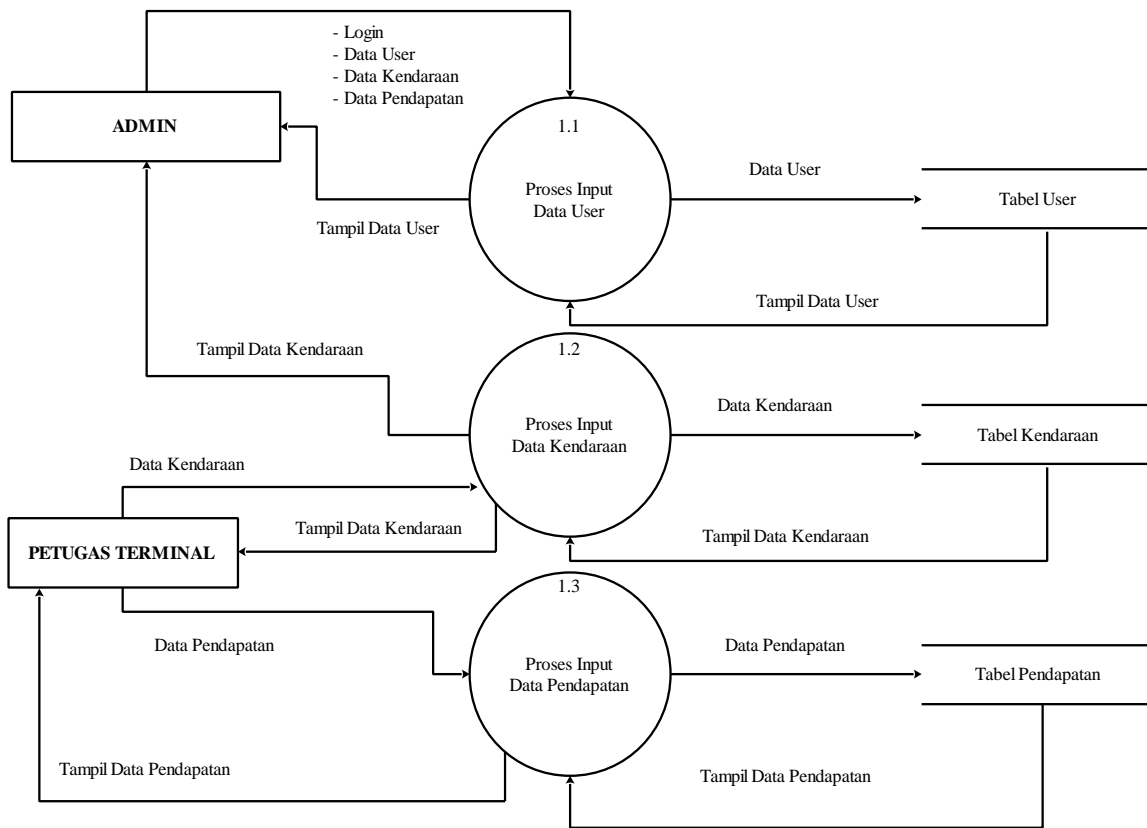 - Login
- Data User
- Data Kendaraan
- Data Pendapatan
ADMIN
1.1
Proses Input
Data User
Data User
Tabel User
Tampil Data User
Tampil Data User
1.2
Proses Input
Data Kendaraan
Tampil Data Kendaraan
Data Kendaraan
Tabel Kendaraan
Data Kendaraan
Tampil Data Kendaraan
Tampil Data Kendaraan
PETUGAS TERMINAL
1.3
Proses Input
Data Pendapatan
Data Pendapatan
Data Pendapatan
Tabel Pendapatan
Tampil Data Pendapatan
Tampil Data Pendapatan